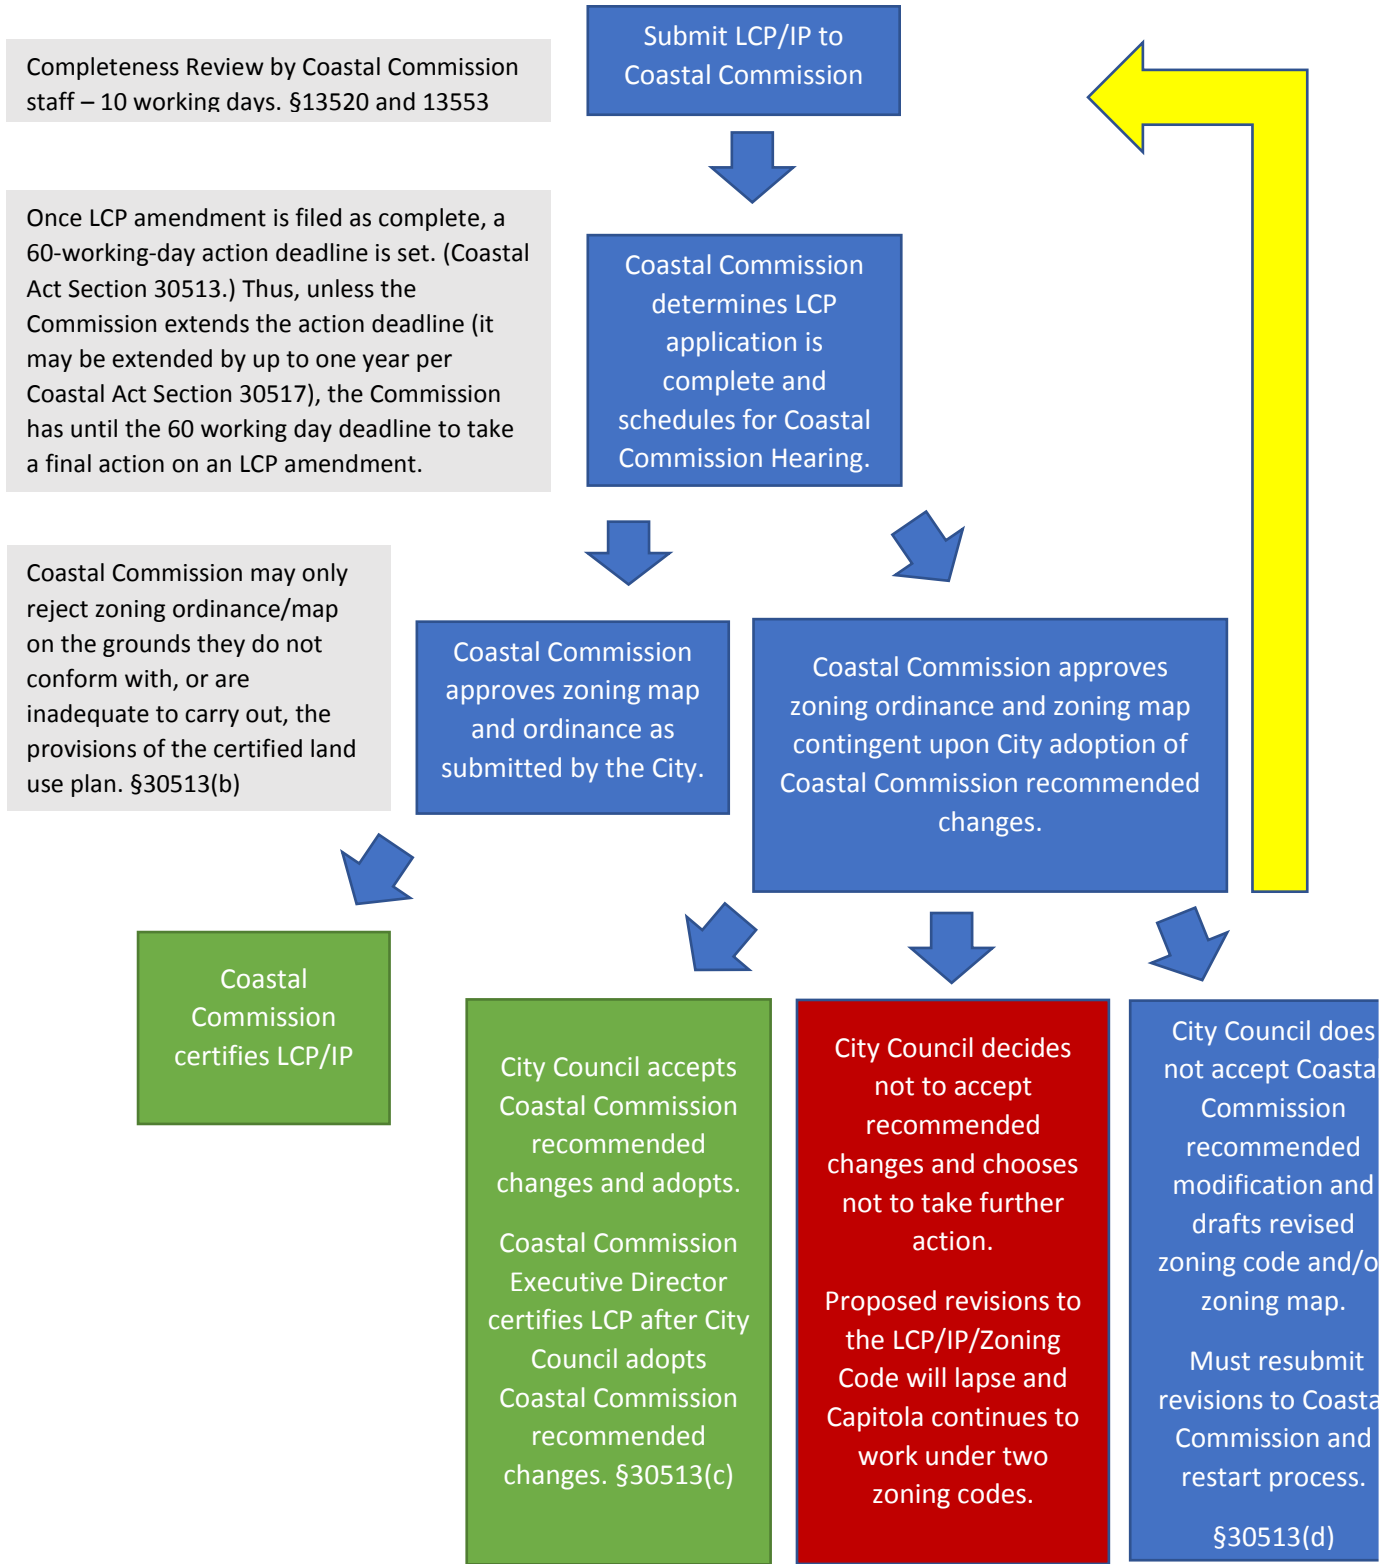 Submit LCP/IP to
Coastal Commission
Completeness Review by Coastal Commission
staff – 10 working days. §13520 and 13553
Once LCP amendment is filed as complete, a
60-working-day action deadline is set. (Coastal
Act Section 30513.) Thus, unless the
Commission extends the action deadline (it
may be extended by up to one year per
Coastal Act Section 30517), the Commission
has until the 60 working day deadline to take
a final action on an LCP amendment.
Coastal Commission
determines LCP
application is
complete and
schedules for Coastal
Commission Hearing.
Coastal Commission may only
reject zoning ordinance/map
on the grounds they do not
conform with, or are
inadequate to carry out, the
provisions of the certified land
use plan. §30513(b)
Coastal Commission
approves zoning map
and ordinance as
submitted by the City.
Coastal Commission approves
zoning ordinance and zoning map
contingent upon City adoption of
Coastal Commission recommended
changes.
Coastal
Commission
certifies LCP/IP
City Council accepts
Coastal Commission
recommended
changes and adopts.
Coastal Commission
Executive Director
certifies LCP after City
Council adopts
Coastal Commission
recommended
changes. §30513(c)
City Council decides
not to accept
recommended
changes and chooses
not to take further
action.
Proposed revisions to
the LCP/IP/Zoning
Code will lapse and
Capitola continues to
work under two
zoning codes.
City Council does
not accept Coasta
Commission
recommended
modification and
drafts revised
zoning code and/o
zoning map.
Must resubmit
revisions to Coasta
Commission and
restart process.
§30513(d)